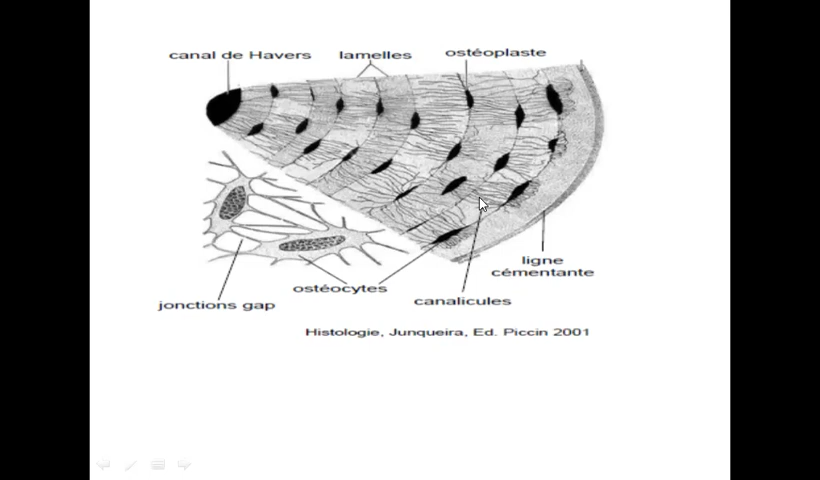 canal de Havers
lamelles
ostéoplaste
ligne
cémentante
ostéocytes
canalicules
jonctions gap
Histologie, Junqueira, Ed. Piccin 2001